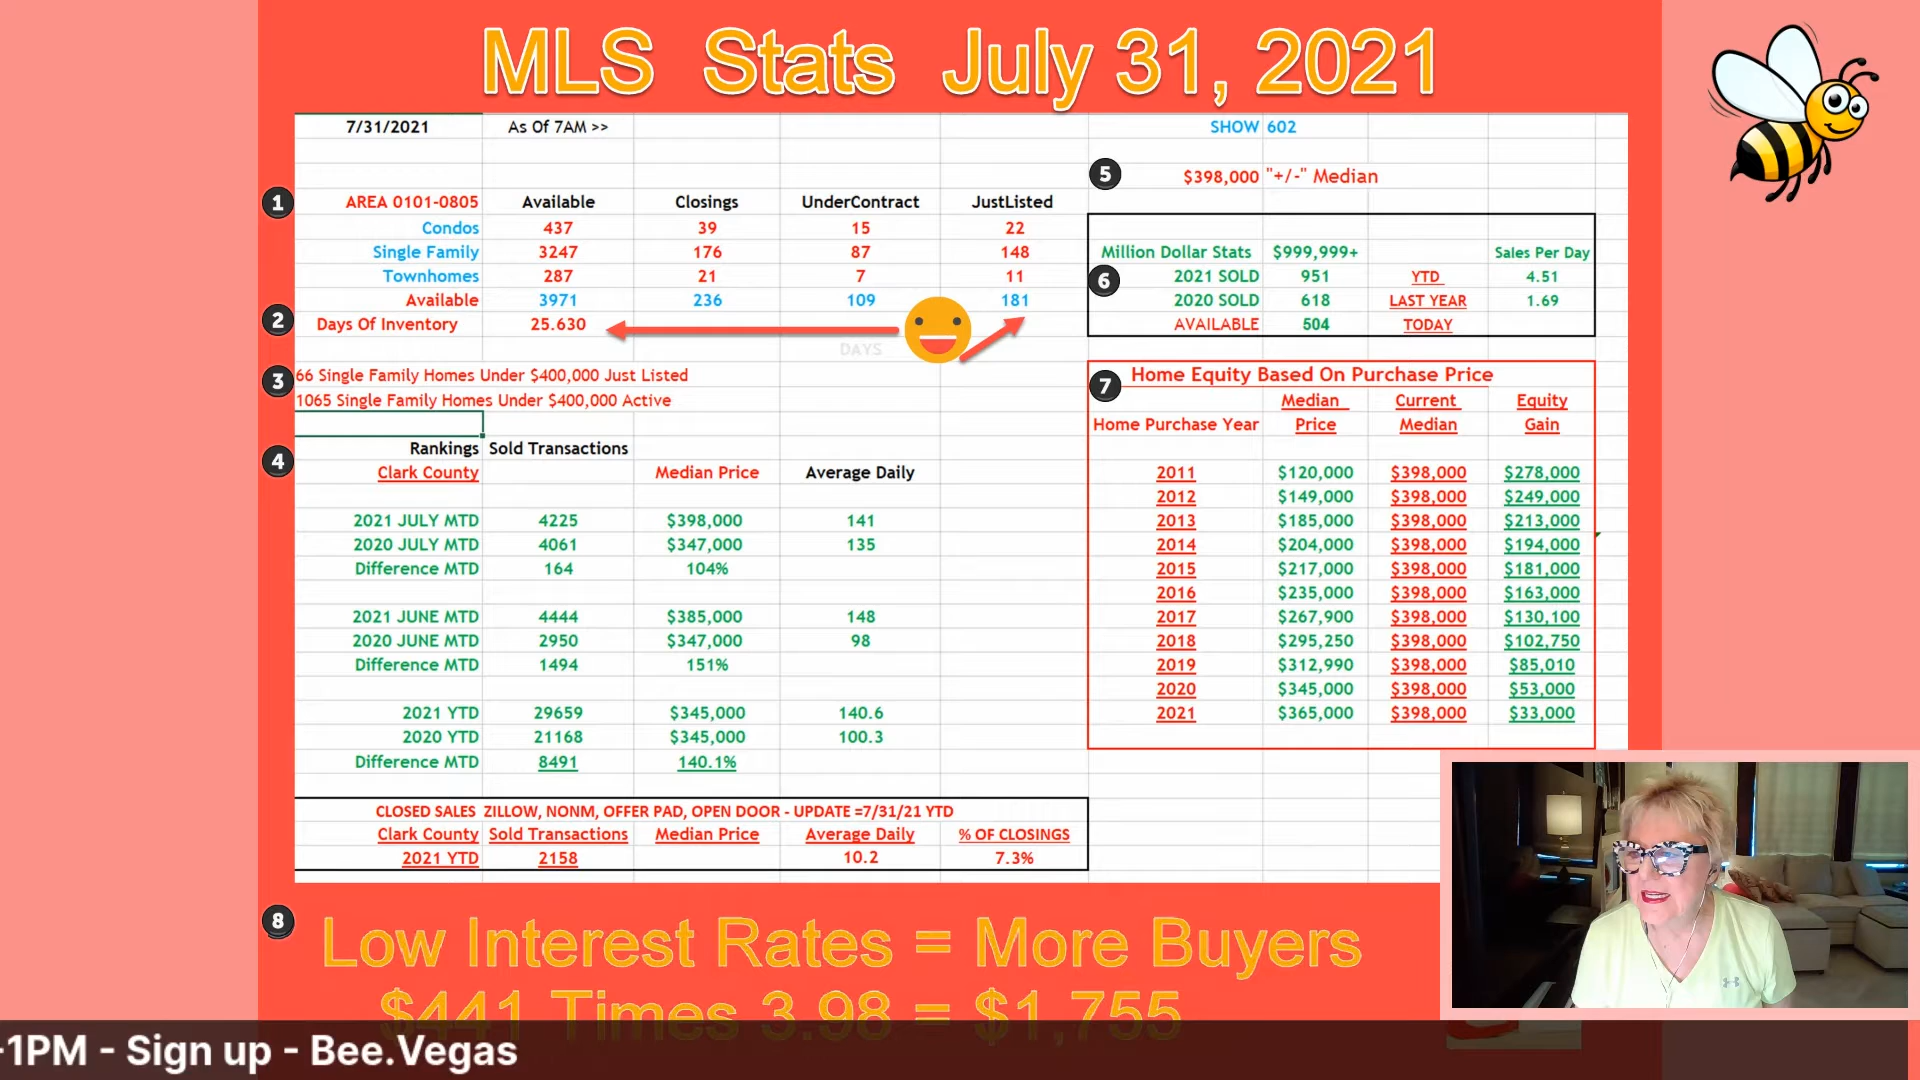 MLS Stats July 31, 2021
7/31/2021 As Of 7AM >> SHOW 602
5 $398,000 "+/-" Median
1 AREA 0101-0805 Available Closings UnderContract JustListed
Condos 437 39 15 22
Single Family 3247 176 87 148
Townhomes 287 21 7 11
Available 3971 236 109 181
2 Days Of Inventory 25.630
DAYS
Million Dollar Stats $999,999+ Sales Per Day
6 2021 SOLD 951 YTD 4.51
2020 SOLD 618 LAST YEAR 1.69
AVAILABLE 504 TODAY
3 66 Single Family Homes Under $400,000 Just Listed
1065 Single Family Homes Under $400,000 Active
4 Rankings Sold Transactions
Clark County Median Price Average Daily
2021 JULY MTD 4225 $398,000 141
2020 JULY MTD 4061 $347,000 135
Difference MTD 164 104%
2021 JUNE MTD 4444 $385,000 148
2020 JUNE MTD 2950 $347,000 98
Difference MTD 1494 151%
2021 YTD 29659 $345,000 140.6
2020 YTD 21168 $345,000 100.3
Difference MTD 8491 140.1%
7 Home Equity Based On Purchase Price
Median Current Equity
Home Purchase Year Price Median Gain
2011 $120,000 $398,000 $278,000
2012 $149,000 $398,000 $249,000
2013 $185,000 $398,000 $213,000
2014 $204,000 $398,000 $194,000
2015 $217,000 $398,000 $181,000
2016 $235,000 $398,000 $163,000
2017 $267,900 $398,000 $130,100
2018 $295,250 $398,000 $102,750
2019 $312,990 $398,000 $85,010
2020 $345,000 $398,000 $53,000
2021 $365,000 $398,000 $33,000
CLOSED SALES ZILLOW, NONM, OFFER PAD, OPEN DOOR - UPDATE =7/31/21 YTD
Clark County Sold Transactions Median Price Average Daily % OF CLOSINGS
2021 YTD 2158 10.2 7.3%
8 Low Interest Rates = More Buyers
$441 Times 3.98 = $1,755
-1PM - Sign up - Bee.Vegas